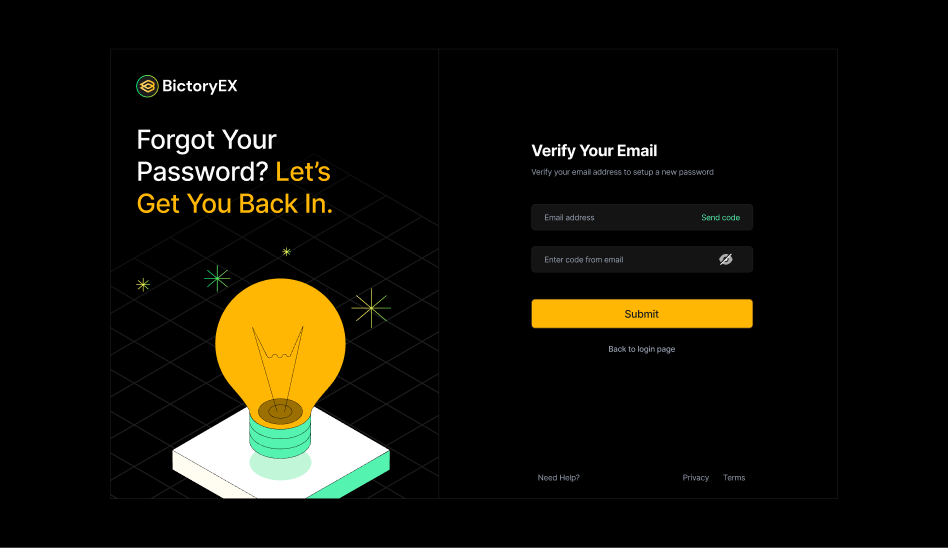 BictoryEX
Forgot Your
Password? Let’s
Get You Back In.
Verify Your Email
Verify your email address to setup a new password
Email address Send code
Enter code from email
Submit
Back to login page
Need Help? Privacy Terms